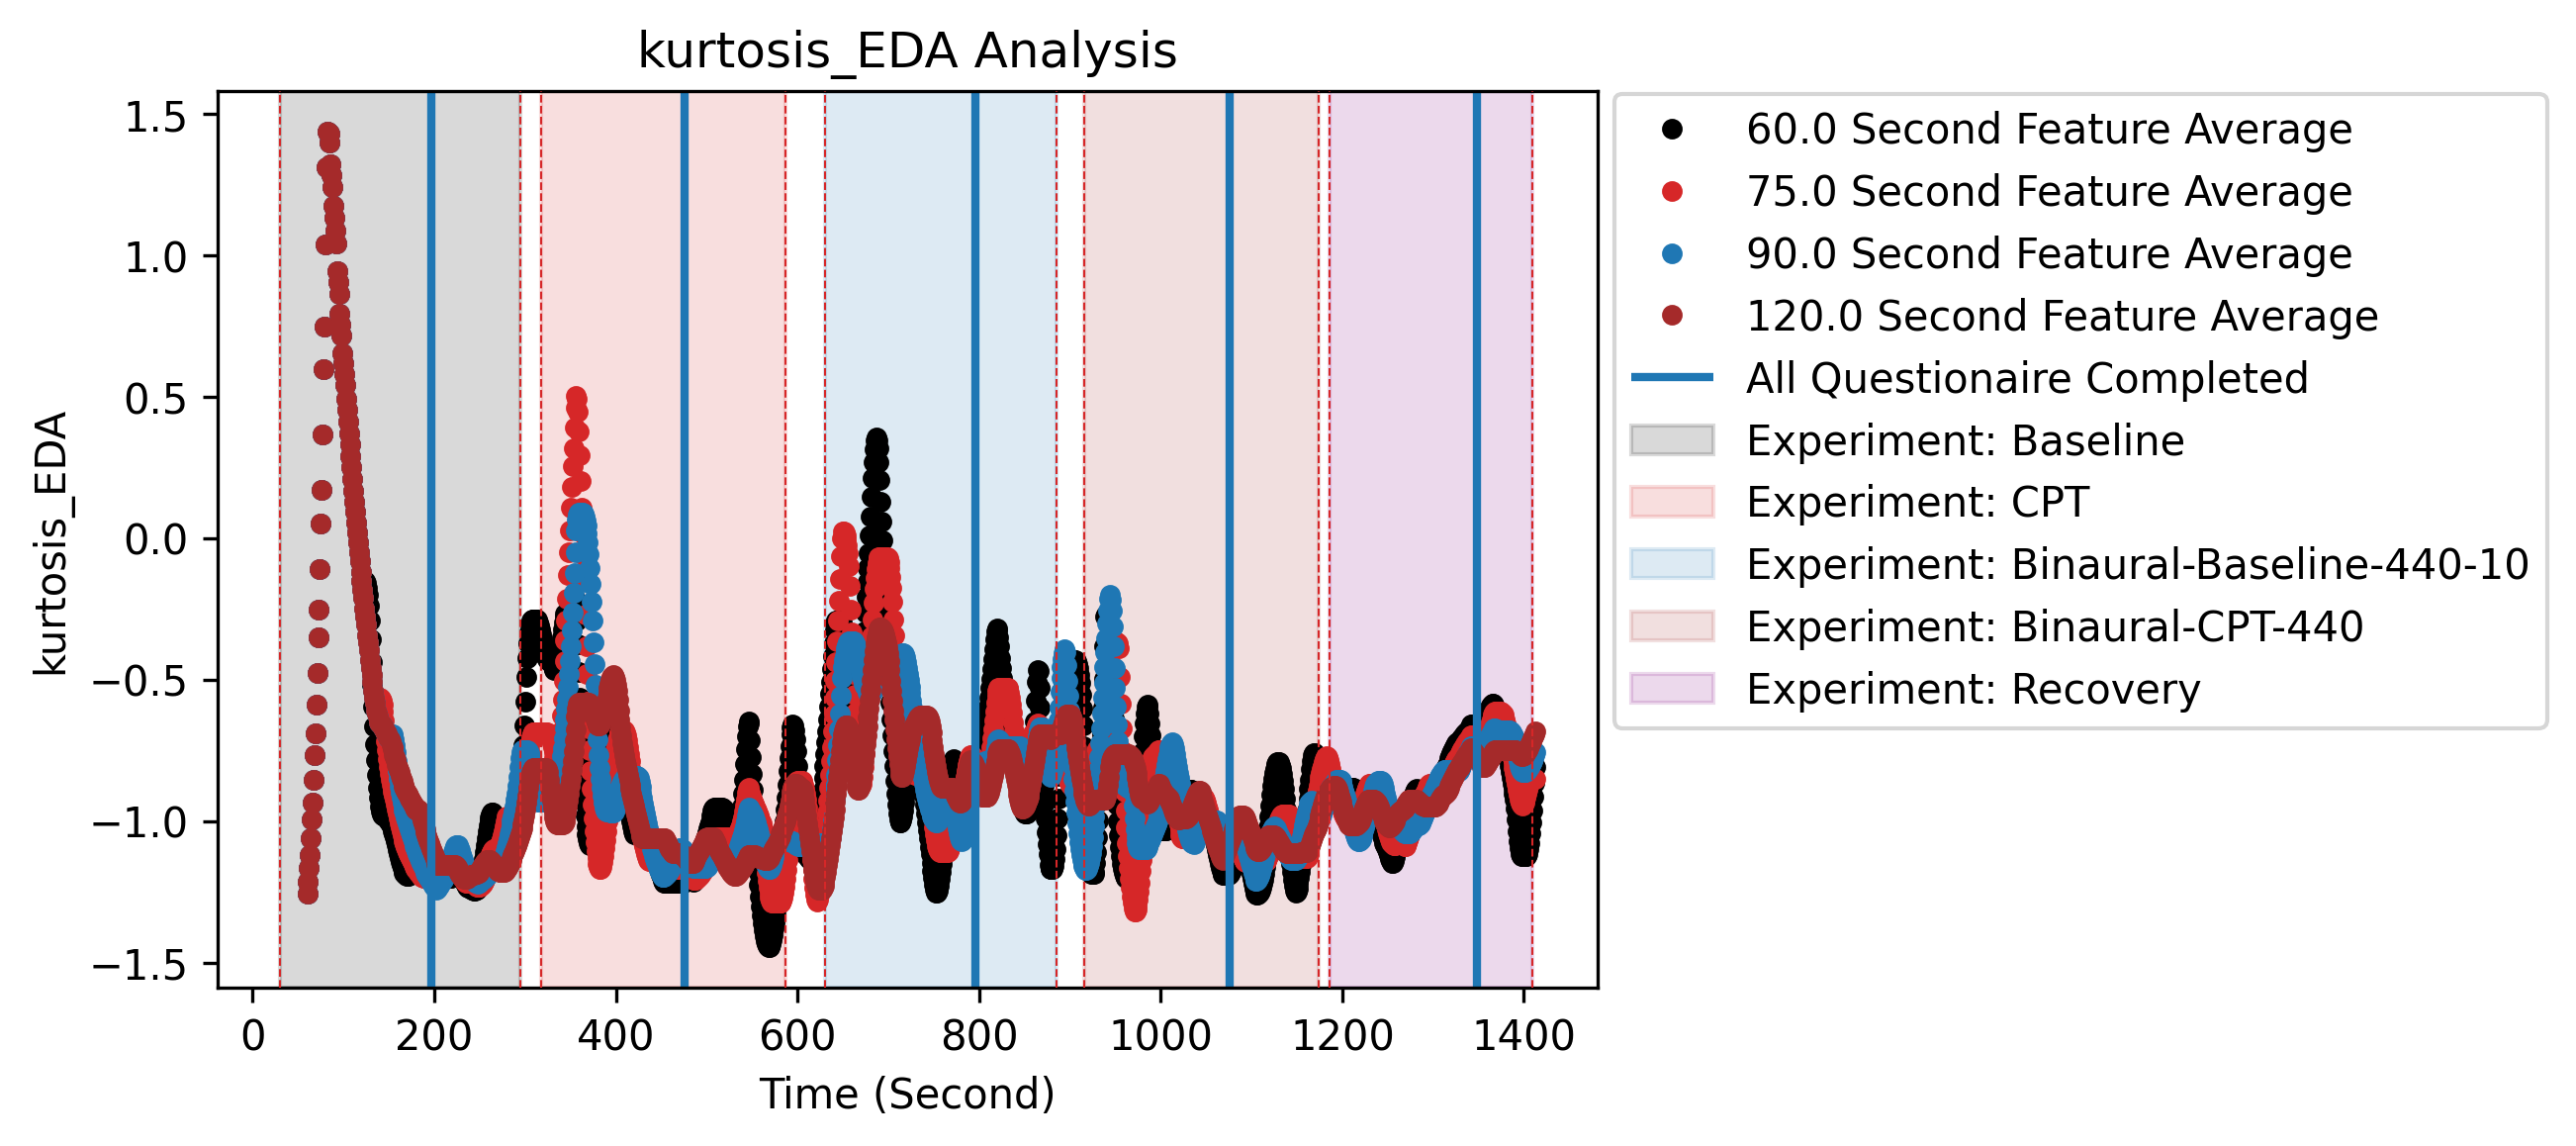 kurtosis_EDA Analysis
kurtosis_EDA
1.5
1.0
0.5
0.0
−0.5
−1.0
−1.5
0 200 400 600 800 1000 1200 1400
Time (Second)
60.0 Second Feature Average
75.0 Second Feature Average
90.0 Second Feature Average
120.0 Second Feature Average
All Questionaire Completed
Experiment: Baseline
Experiment: CPT
Experiment: Binaural-Baseline-440-10
Experiment: Binaural-CPT-440
Experiment: Recovery